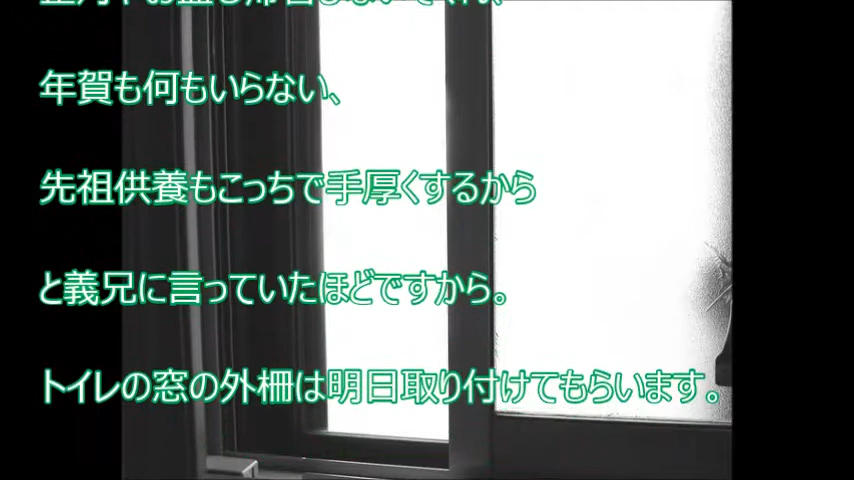 年賀も何もいらない、
先祖供養もこっちで手厚くするから
と義兄に言っていたほどですから。
トイレの窓の外柵は明日取り付けてもらいます。